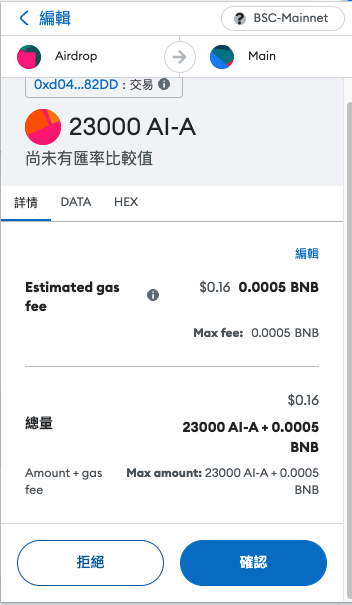 編輯
BSC-Mainnet
Airdrop
Main
0xd04...82DD : 交易
23000 AI-A
尚未有匯率比較值
詳情 DATA HEX
編輯
Estimated gas
fee
$0.16 0.0005 BNB
Max fee: 0.0005 BNB
$0.16
總量
23000 AI-A + 0.0005
BNB
Amount + gas
fee
Max amount: 23000 AI-A + 0.0005
BNB
拒絕
確認